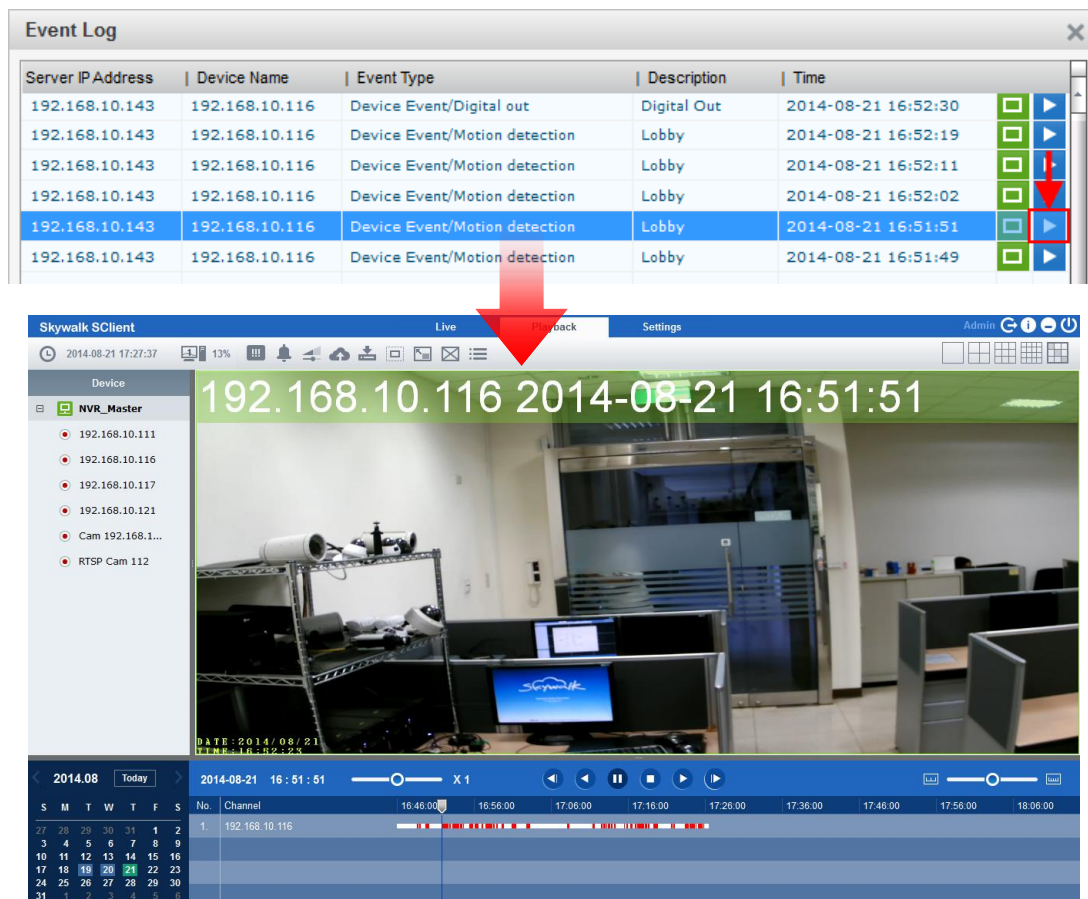 Event Log
Server IP Address | Device Name | Event Type | Description | Time
192.168.10.143 192.168.10.116 Device Event/Digital out Digital Out 2014-08-21 16:52:30
192.168.10.143 192.168.10.116 Device Event/Motion detection Lobby 2014-08-21 16:52:19
192.168.10.143 192.168.10.116 Device Event/Motion detection Lobby 2014-08-21 16:52:11
192.168.10.143 192.168.10.116 Device Event/Motion detection Lobby 2014-08-21 16:52:02
192.168.10.143 192.168.10.116 Device Event/Motion detection Lobby 2014-08-21 16:51:51
192.168.10.143 192.168.10.116 Device Event/Motion detection Lobby 2014-08-21 16:51:49
Skywalk SClient Live Playback Settings Admin
2014-08-21 17:27:37 1 13%
Device
NVR_Master
192.168.10.111
192.168.10.116
192.168.10.117
192.168.10.121
Cam 192.168.1...
RTSP Cam 112
192.168.10.116 2014-08-21 16:51:51
Skywalk
DATE:2014/08/21
TIME:16:52:23
2014.08 Today
S M T W T F S
27 28 29 30 31 1 2
3 4 5 6 7 8 9
10 11 12 13 14 15 16
17 18 19 20 21 22 23
24 25 26 27 28 29 30
31 1 2 3 4 5 6
2014-08-21 16 : 51 : 51 X 1
No. Channel 16:46:00 16:56:00 17:06:00 17:16:00 17:26:00 17:36:00 17:46:00 17:56:00 18:06:00
1. 192.168.10.116